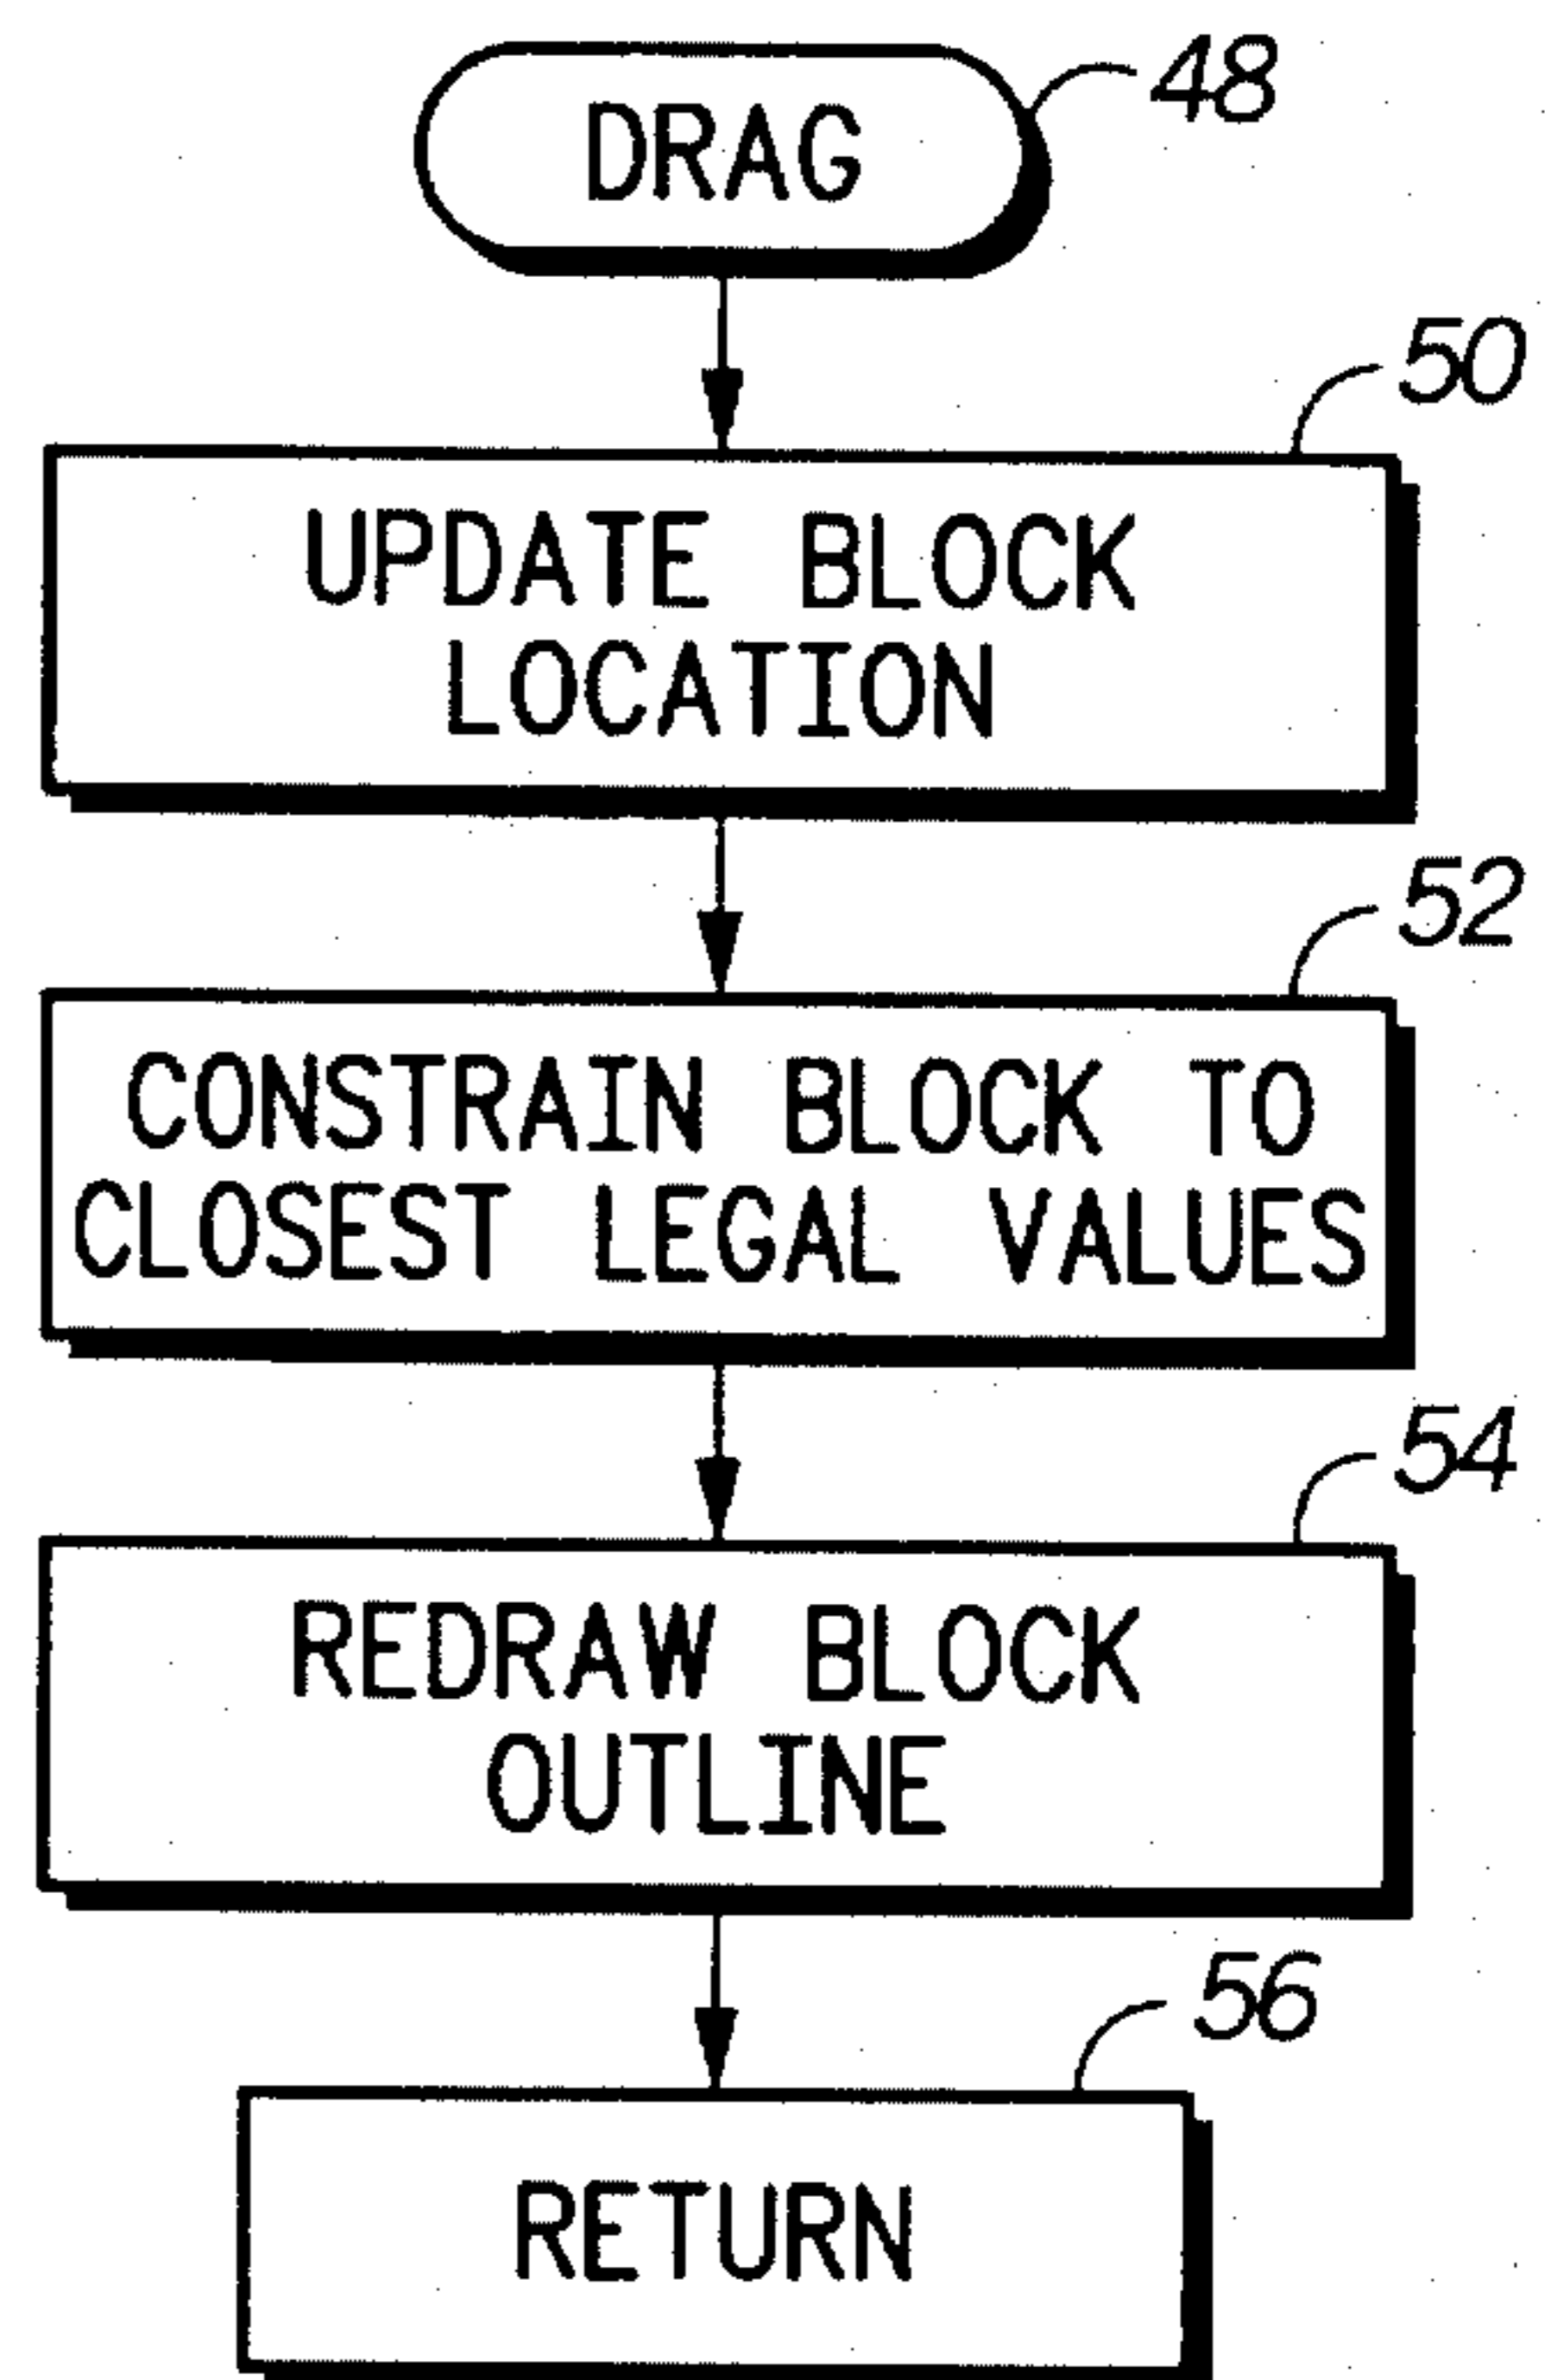 DRAG
48
50
UPDATE BLOCK
LOCATION
52
CONSTRAIN BLOCK TO
CLOSEST LEGAL VALUES
54
REDRAW BLOCK
OUTLINE
56
RETURN